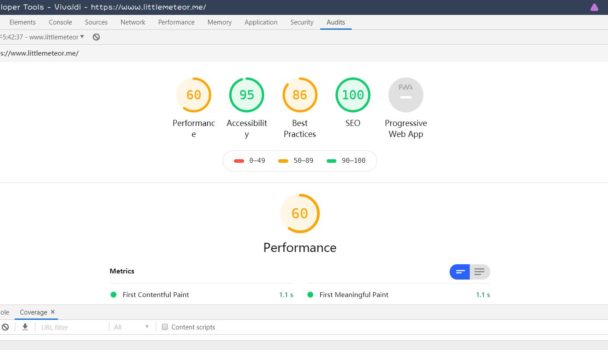 loper Tools - Vivaldi - https://www.littlemeteor.me/
Elements Console Sources Network Performance Memory Application Security Audits
5:42:37 - www.littlemeteor
s://www.littlemeteor.me/
60 95 86 100 PWA
Performanc
e
Accessibilit
y
Best
Practices
SEO
Progressive
Web App
0–49 50–89 90–100
60
Performance
Metrics
First Contentful Paint 1.1 s First Meaningful Paint 1.1 s
ole Coverage ×
URL filter All Content scripts